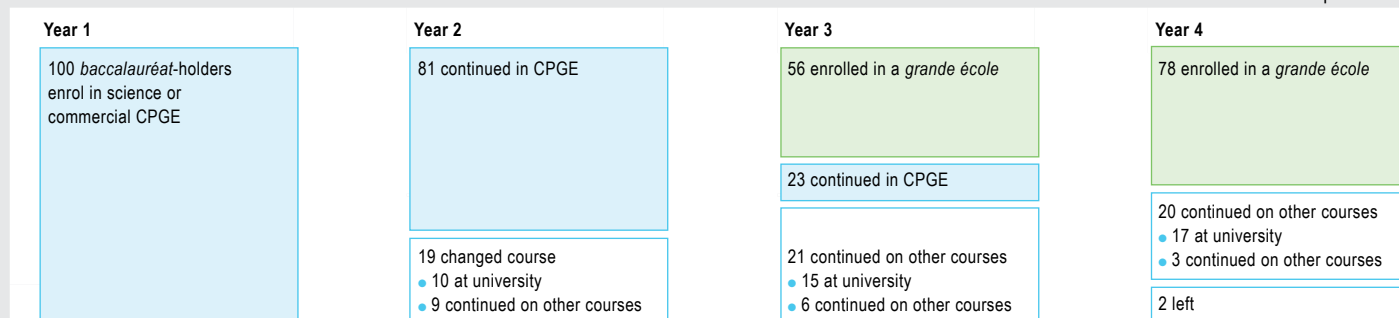 Year 1
100 baccalauréat-holders
enrol in science or
commercial CPGE
Year 2
81 continued in CPGE
19 changed course
• 10 at university
• 9 continued on other courses
Year 3
56 enrolled in a grande école
23 continued in CPGE
21 continued on other courses
• 15 at university
• 6 continued on other courses
Year 4
78 enrolled in a grande école
20 continued on other courses
• 17 at university
• 3 continued on other courses
2 left